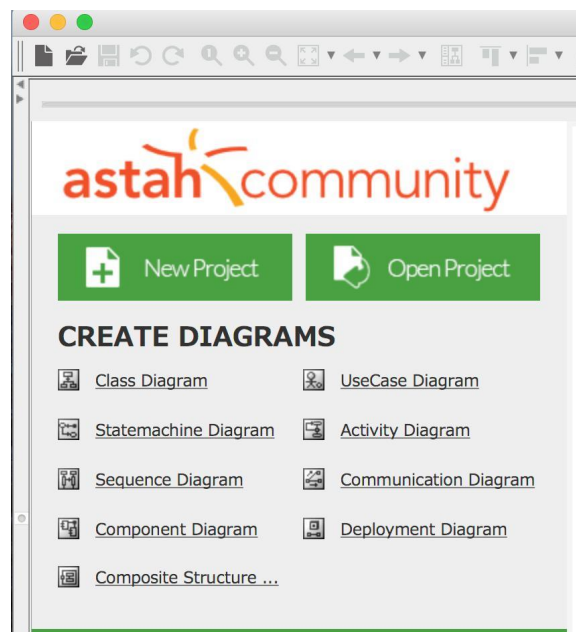 astah community
New Project Open Project
CREATE DIAGRAMS
Class Diagram UseCase Diagram
Statemachine Diagram Activity Diagram
Sequence Diagram Communication Diagram
Component Diagram Deployment Diagram
Composite Structure ...